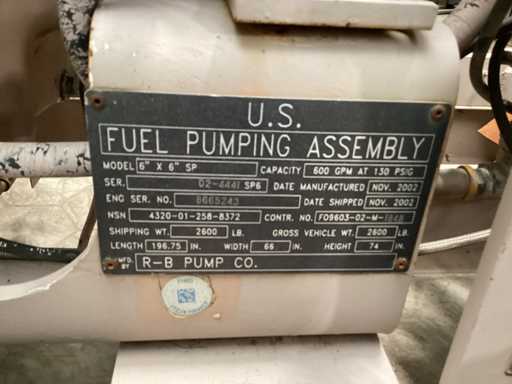 U.S.
FUEL PUMPING ASSEMBLY
MODEL 6" X 6" SP CAPACITY 600 GPM AT 130 PSIG
SER. 02-4441 SP6 DATE MANUFACTURED NOV. 2002
ENG SER. NO. 8665243 DATE SHIPPED NOV. 2002
NSN 4320-01-258-8372 CONTR. NO. F09603-02-M-
SHIPPING WT. 2600 LB. GROSS VEHICLE WT. 2600 LB.
LENGTH 196.75 IN. WIDTH 66 IN. HEIGHT 74 IN.
MFG. BY R-B PUMP CO.